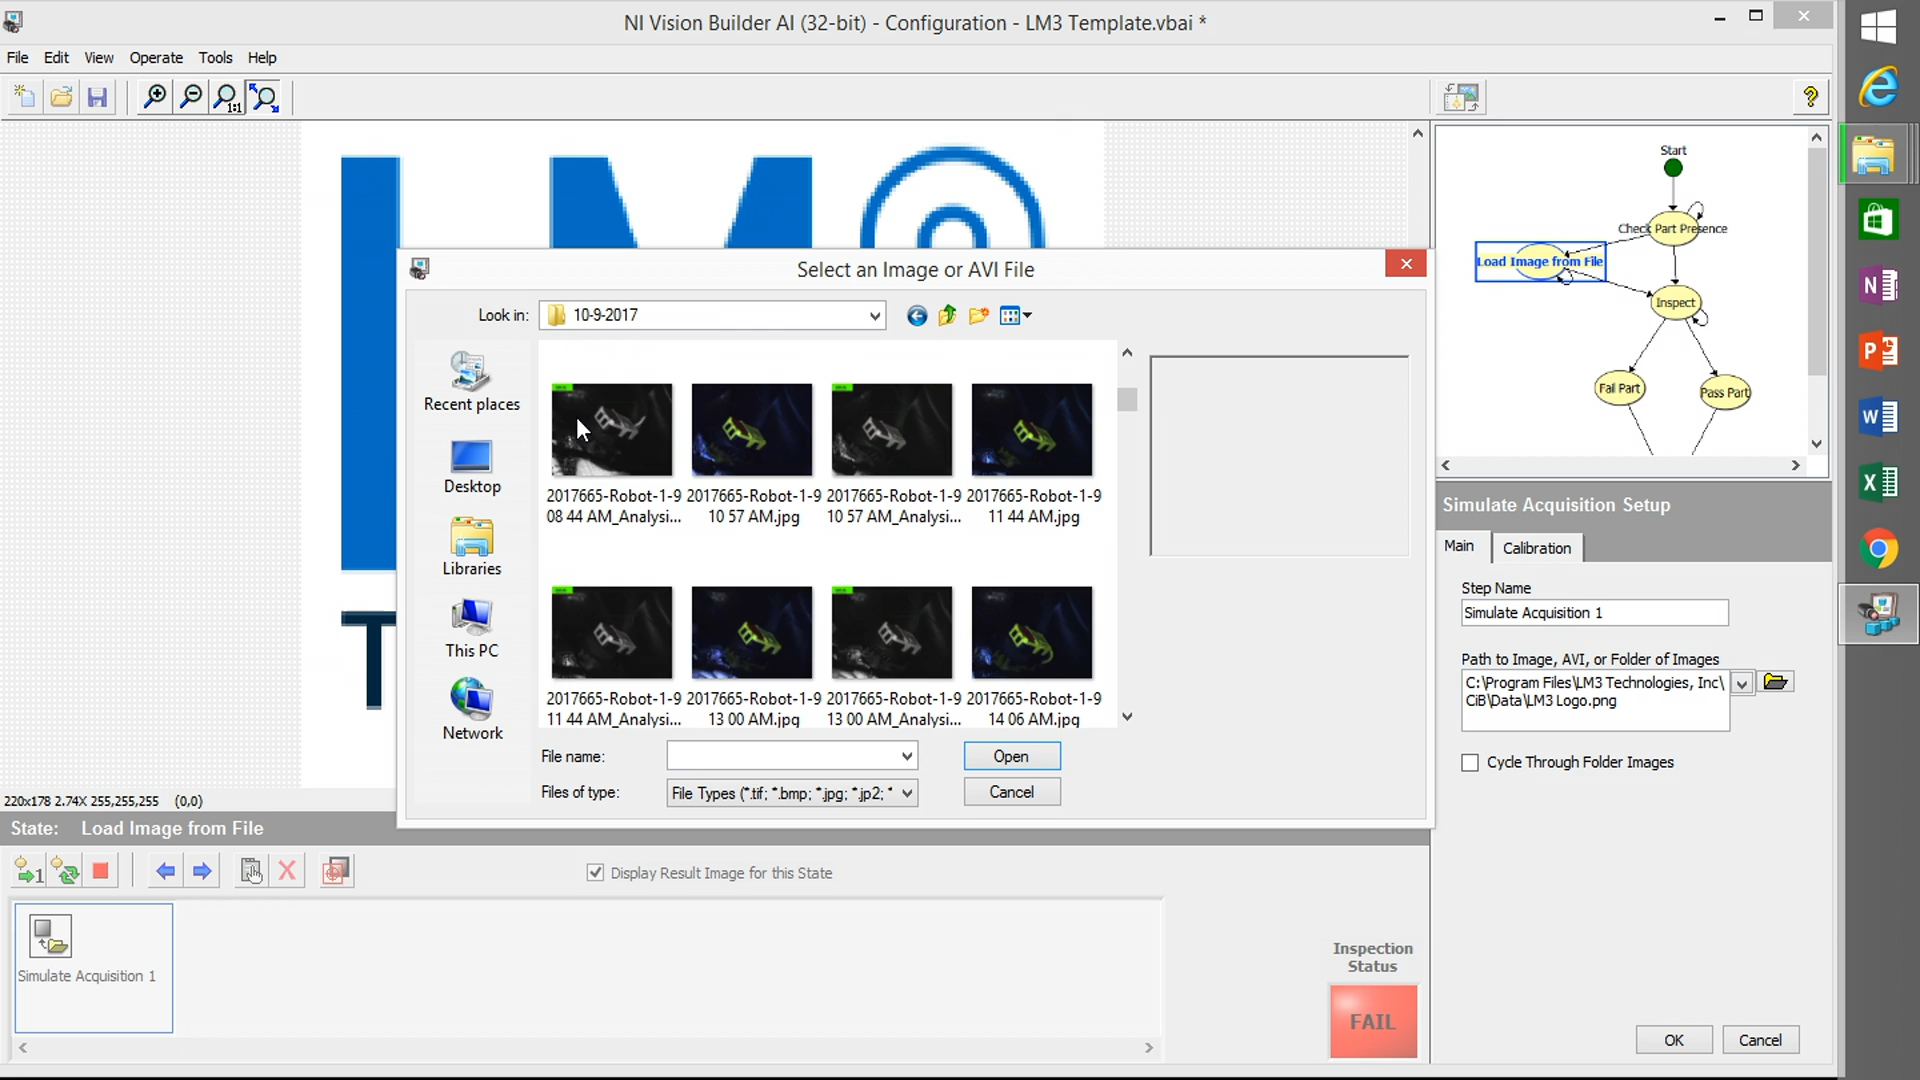 NI Vision Builder AI (32-bit) - Configuration - LM3 Template.vbai *
File Edit View Operate Tools Help
1:1
?
LM
T
Select an Image or AVI File
Look in: 10-9-2017
Recent places
Desktop
Libraries
This PC
Network
2017665-Robot-1-9 2017665-Robot-1-9 2017665-Robot-1-9 2017665-Robot-1-9
08 44 AM_Analysi... 10 57 AM.jpg 10 57 AM_Analysi... 11 44 AM.jpg
2017665-Robot-1-9 2017665-Robot-1-9 2017665-Robot-1-9 2017665-Robot-1-9
11 44 AM_Analysi... 13 00 AM.jpg 13 00 AM_Analysi... 14 06 AM.jpg
File name: Open
Files of type: File Types (*.tif; *.bmp; *.jpg; *.jp2; * Cancel
Start
Check Part Presence
Load Image from File
Inspect
Fail Part
Pass Part
Simulate Acquisition Setup
Main Calibration
Step Name
Simulate Acquisition 1
Path to Image, AVI, or Folder of Images
C:\Program Files\LM3 Technologies, Inc\
CiB\Data\LM3 Logo.png
Cycle Through Folder Images
OK Cancel
220x178 2.74X 255,255,255 (0,0)
State: Load Image from File
1
Display Result Image for this State
Simulate Acquisition 1
Inspection
Status
FAIL